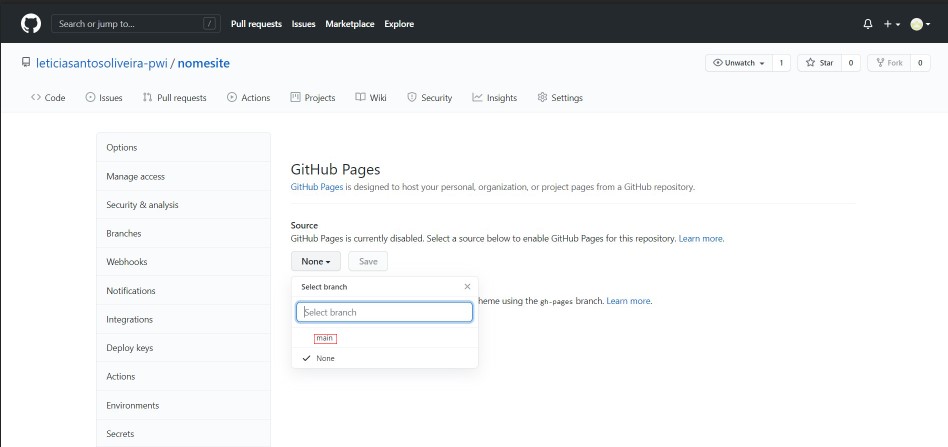 Search or jump to... /
Pull requests Issues Marketplace Explore
leticiasantosoliveira-pwi / nomesite
Unwatch 1 Star 0 Fork 0
Code Issues Pull requests Actions Projects Wiki Security Insights Settings
Options
Manage access
Security & analysis
Branches
Webhooks
Notifications
Integrations
Deploy keys
Actions
Environments
Secrets
GitHub Pages
GitHub Pages is designed to host your personal, organization, or project pages from a GitHub repository.
Source
GitHub Pages is currently disabled. Select a source below to enable GitHub Pages for this repository. Learn more.
None Save
Select branch ×
Select branch
main
None
heme using the gh-pages branch. Learn more.